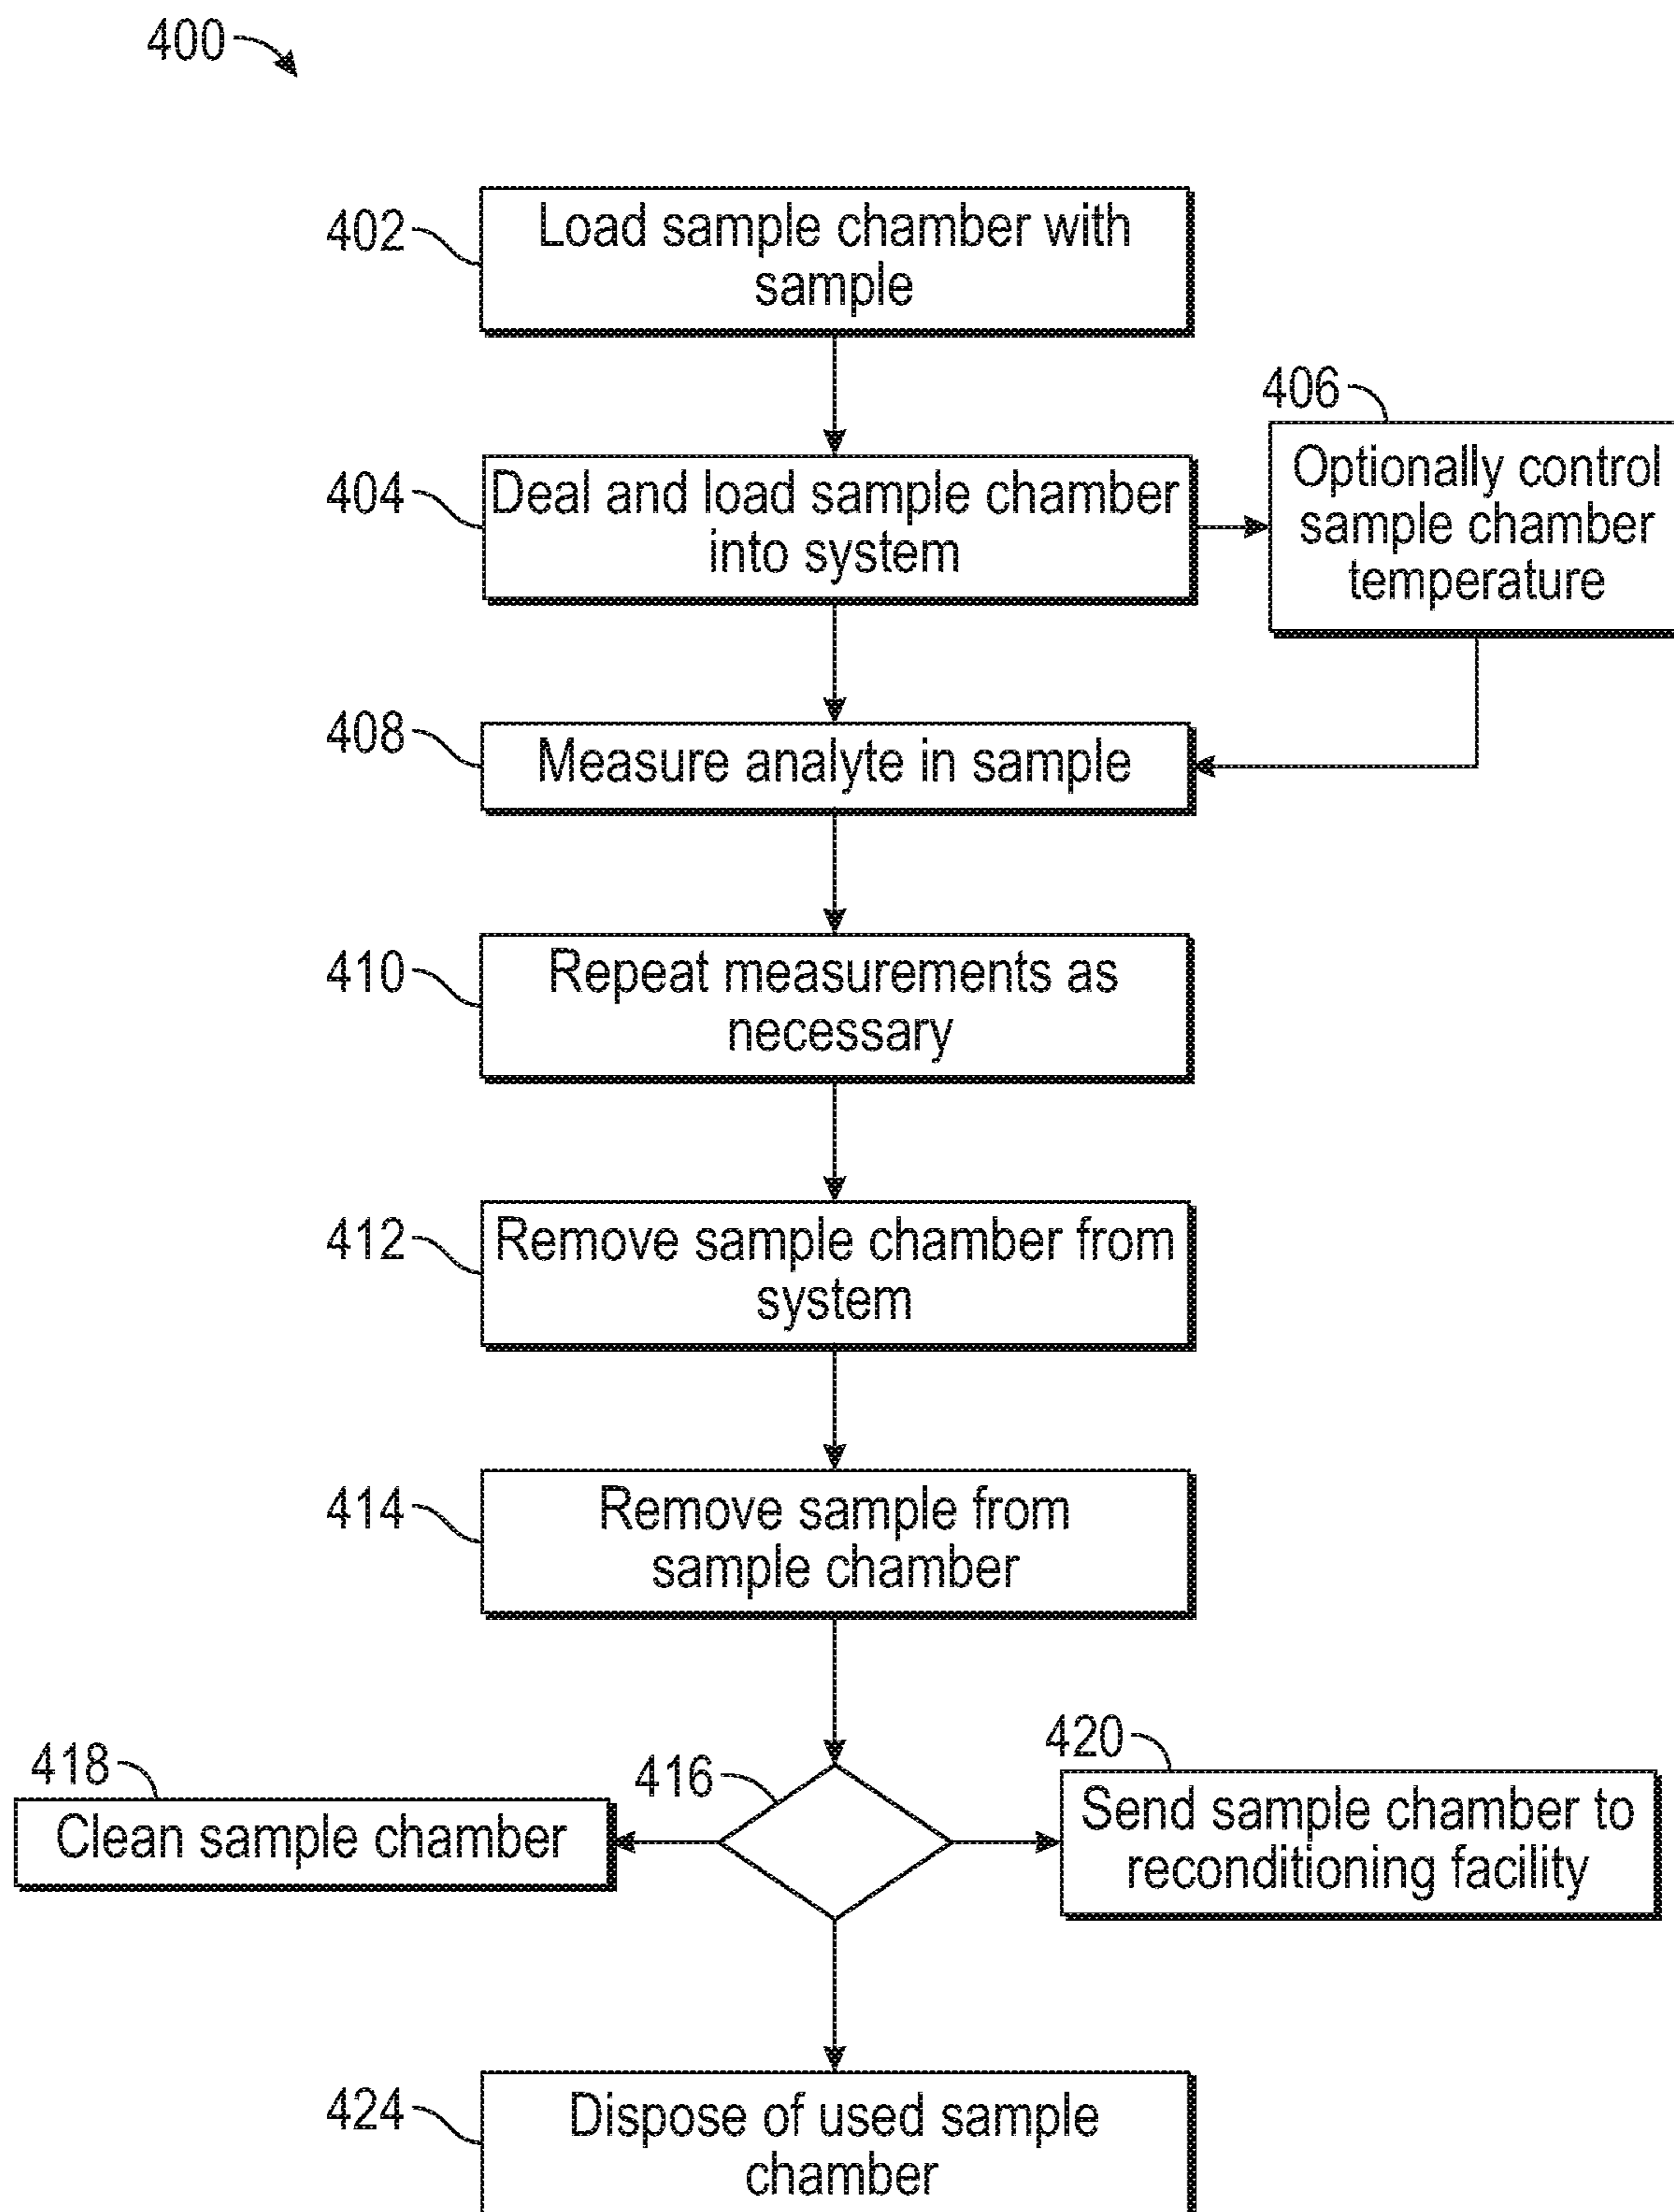 400
402
Load sample chamber with
sample
406
Optionally control
sample chamber
temperature
404
Deal and load sample chamber
into system
408
Measure analyte in sample
410
Repeat measurements as
necessary
412
Remove sample chamber from
system
414
Remove sample from
sample chamber
418
Clean sample chamber
416
420
Send sample chamber to
reconditioning facility
424
Dispose of used sample
chamber